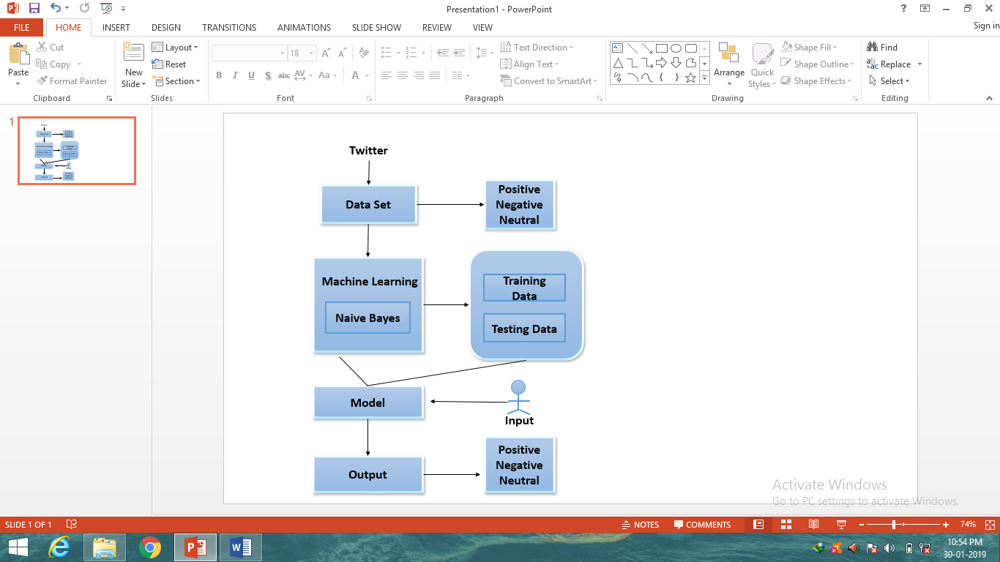 Presentation1 - PowerPoint
?
FILE
HOME
INSERT
DESIGN
TRANSITIONS
ANIMATIONS
SLIDE SHOW
REVIEW
VIEW
Sign in
Paste
Cut
Copy
Format Painter
Clipboard
New
Slide
Layout
Reset
Section
Slides
18
B I U S abc AV Aa A
Font
Text Direction
Align Text
Convert to SmartArt
Paragraph
Arrange
Quick
Styles
Shape Fill
Shape Outline
Shape Effects
Drawing
Find
Replace
Select
Editing
1
Twitter
Data Set
Positive
Negative
Neutral
Machine Learning
Naive Bayes
Training
Data
Testing Data
Model
Input
Output
Positive
Negative
Neutral
Activate Windows
Go to PC settings to activate Windows.
SLIDE 1 OF 1
NOTES
COMMENTS
74%
10:54 PM
30-01-2019